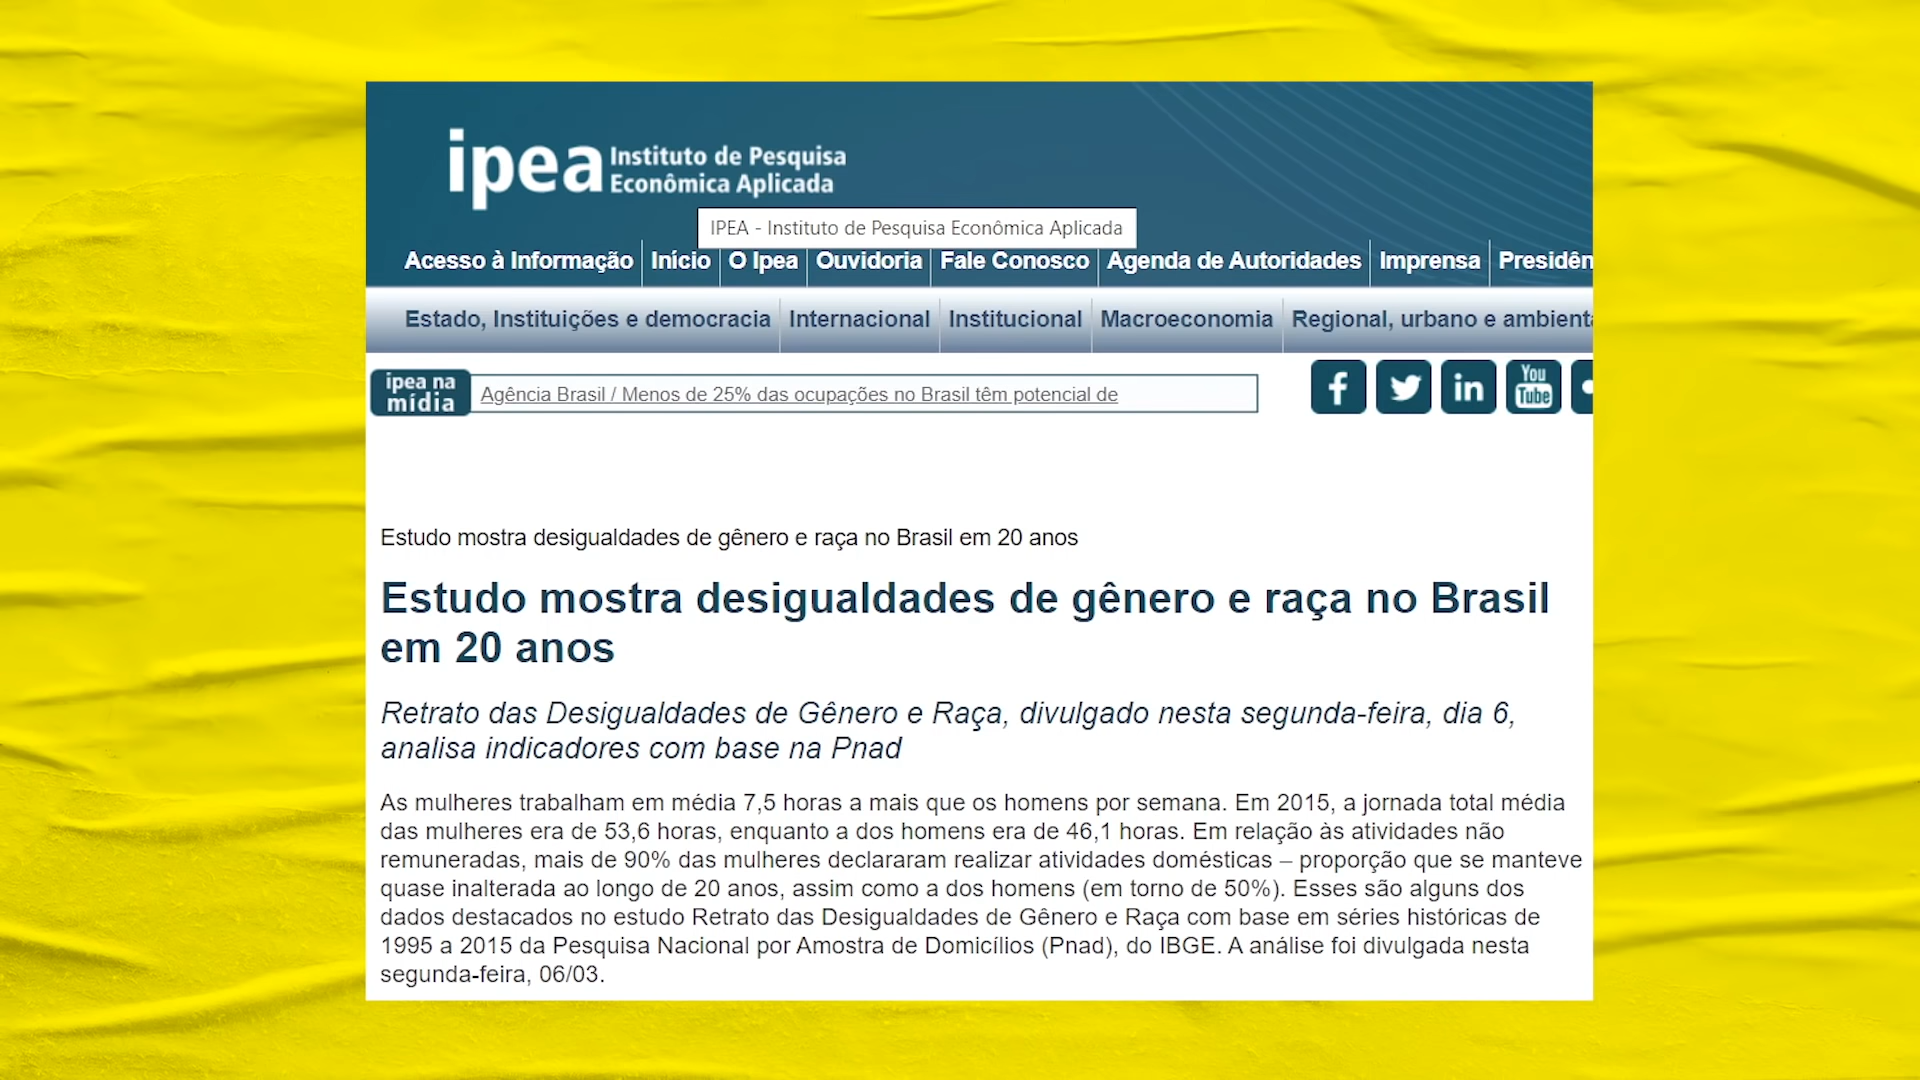 ipea Instituto de Pesquisa
Econômica Aplicada
IPEA - Instituto de Pesquisa Econômica Aplicada
Acesso à Informação Início O Ipea Ouvidoria Fale Conosco Agenda de Autoridades Imprensa Presidên
Estado, Instituições e democracia Internacional Institucional Macroeconomia Regional, urbano e ambienta
ipea na
mídia
Agência Brasil / Menos de 25% das ocupações no Brasil têm potencial de
f in You
Tube
Estudo mostra desigualdades de gênero e raça no Brasil em 20 anos
Estudo mostra desigualdades de gênero e raça no Brasil
em 20 anos
Retrato das Desigualdades de Gênero e Raça, divulgado nesta segunda-feira, dia 6,
analisa indicadores com base na Pnad
As mulheres trabalham em média 7,5 horas a mais que os homens por semana. Em 2015, a jornada total média
das mulheres era de 53,6 horas, enquanto a dos homens era de 46,1 horas. Em relação às atividades não
remuneradas, mais de 90% das mulheres declararam realizar atividades domésticas – proporção que se manteve
quase inalterada ao longo de 20 anos, assim como a dos homens (em torno de 50%). Esses são alguns dos
dados destacados no estudo Retrato das Desigualdades de Gênero e Raça com base em séries históricas de
1995 a 2015 da Pesquisa Nacional por Amostra de Domicílios (Pnad), do IBGE. A análise foi divulgada nesta
segunda-feira, 06/03.